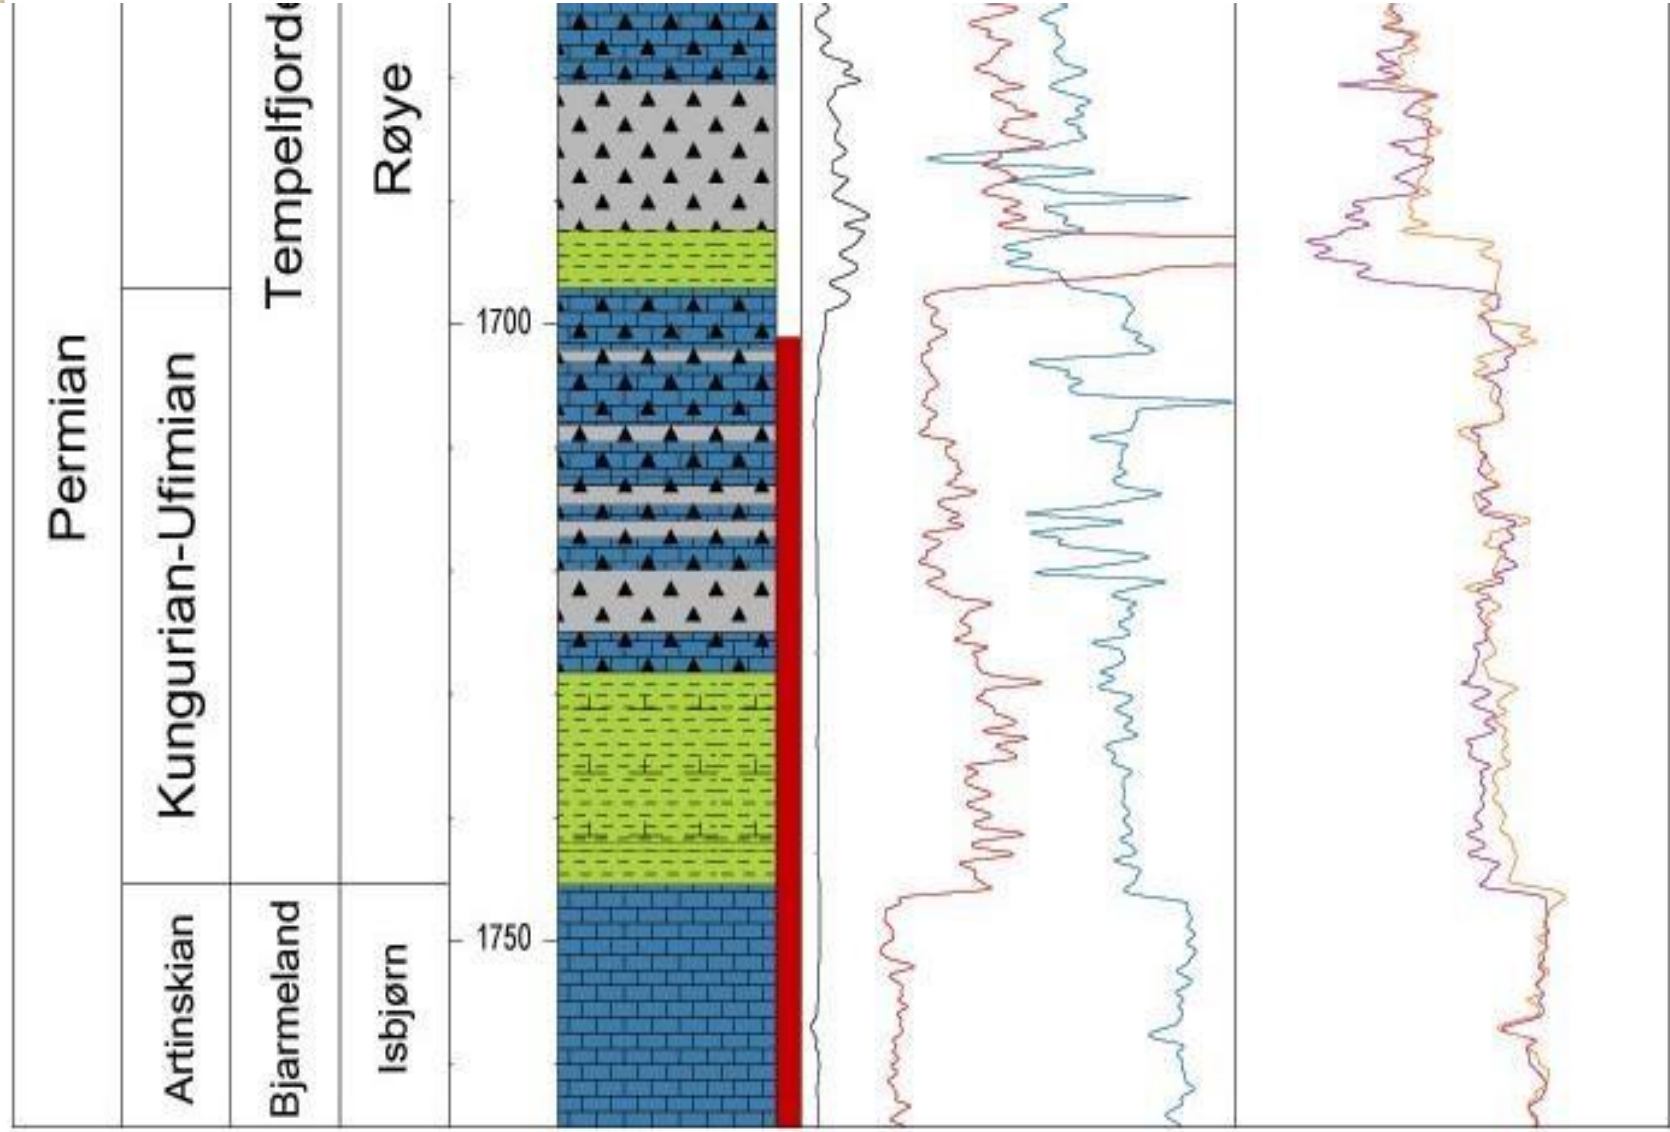 Permian
Kungurian-Ufimian
Artinskian
Tempelfjorde
Bjarmeland
Røye
Isbjørn
1700
1750